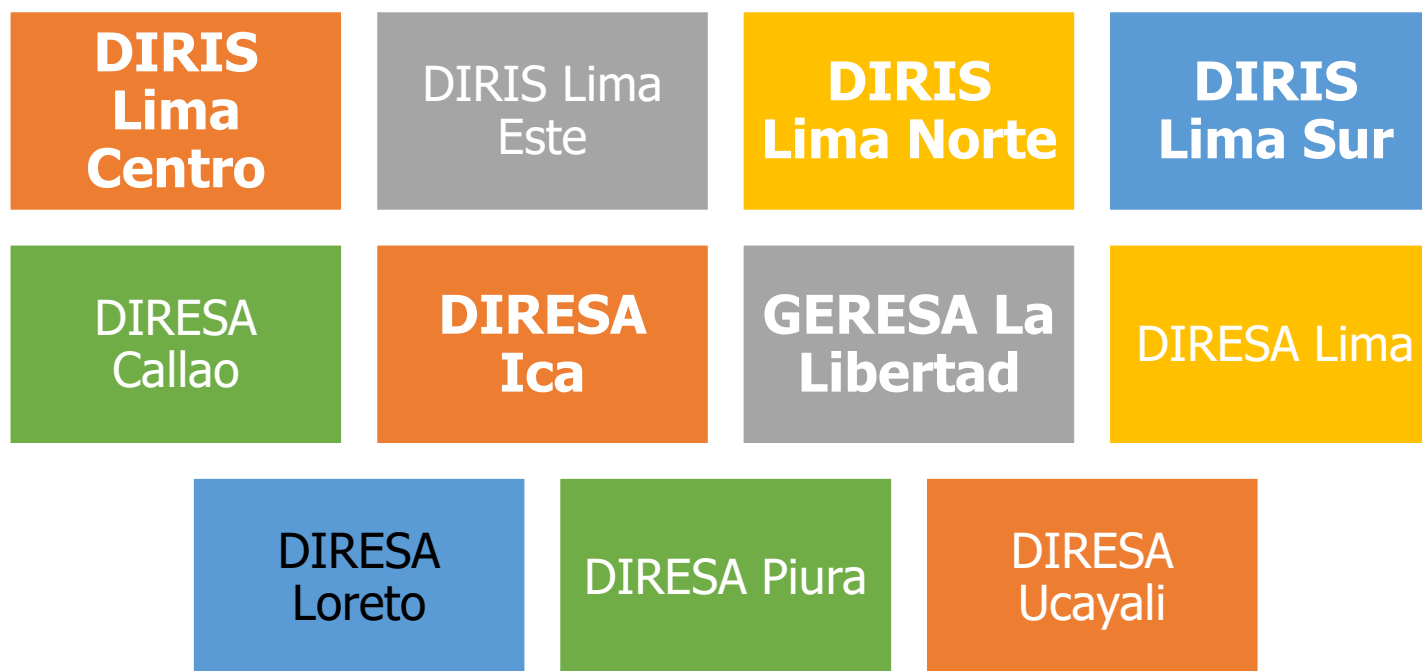 DIRIS
Lima
Centro
DIRIS Lima
Este
DIRIS
Lima Norte
DIRIS
Lima Sur
DIRESA
Callao
DIRESA
Ica
GERESA La
Libertad
DIRESA Lima
DIRESA
Loreto
DIRESA Piura
DIRESA
Ucayali